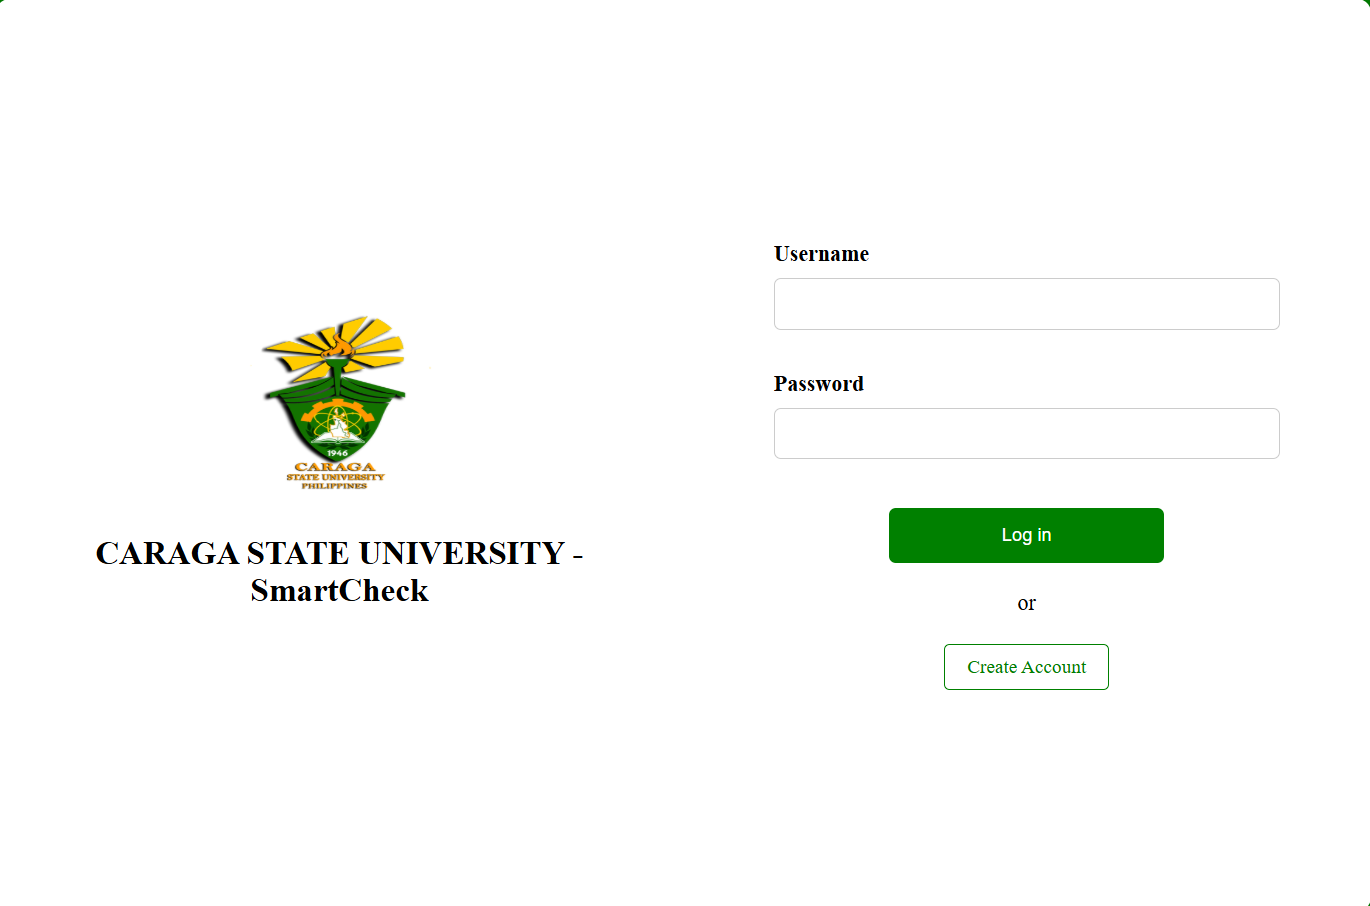 1946
CARAGA
STATE UNIVERSITY
PHILIPPINES
CARAGA STATE UNIVERSITY -
SmartCheck
Username
Password
Log in
or
Create Account